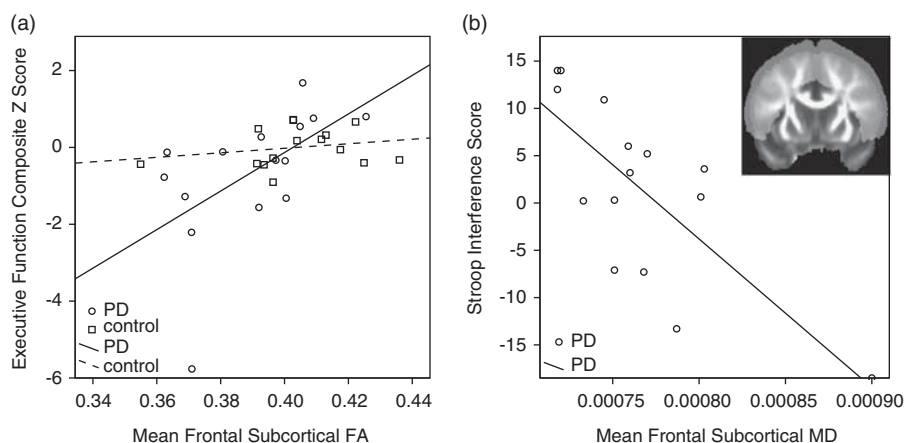 (a)
Executive Function Composite Z Score
2
0
-2
-4
-6
PD
control
PD
control
0.34 0.36 0.38 0.40 0.42 0.44
Mean Frontal Subcortical FA
(b)
Stroop Interference Score
15
10
5
0
-5
-10
-15
PD
PD
0.00075 0.00080 0.00085 0.00090
Mean Frontal Subcortical MD